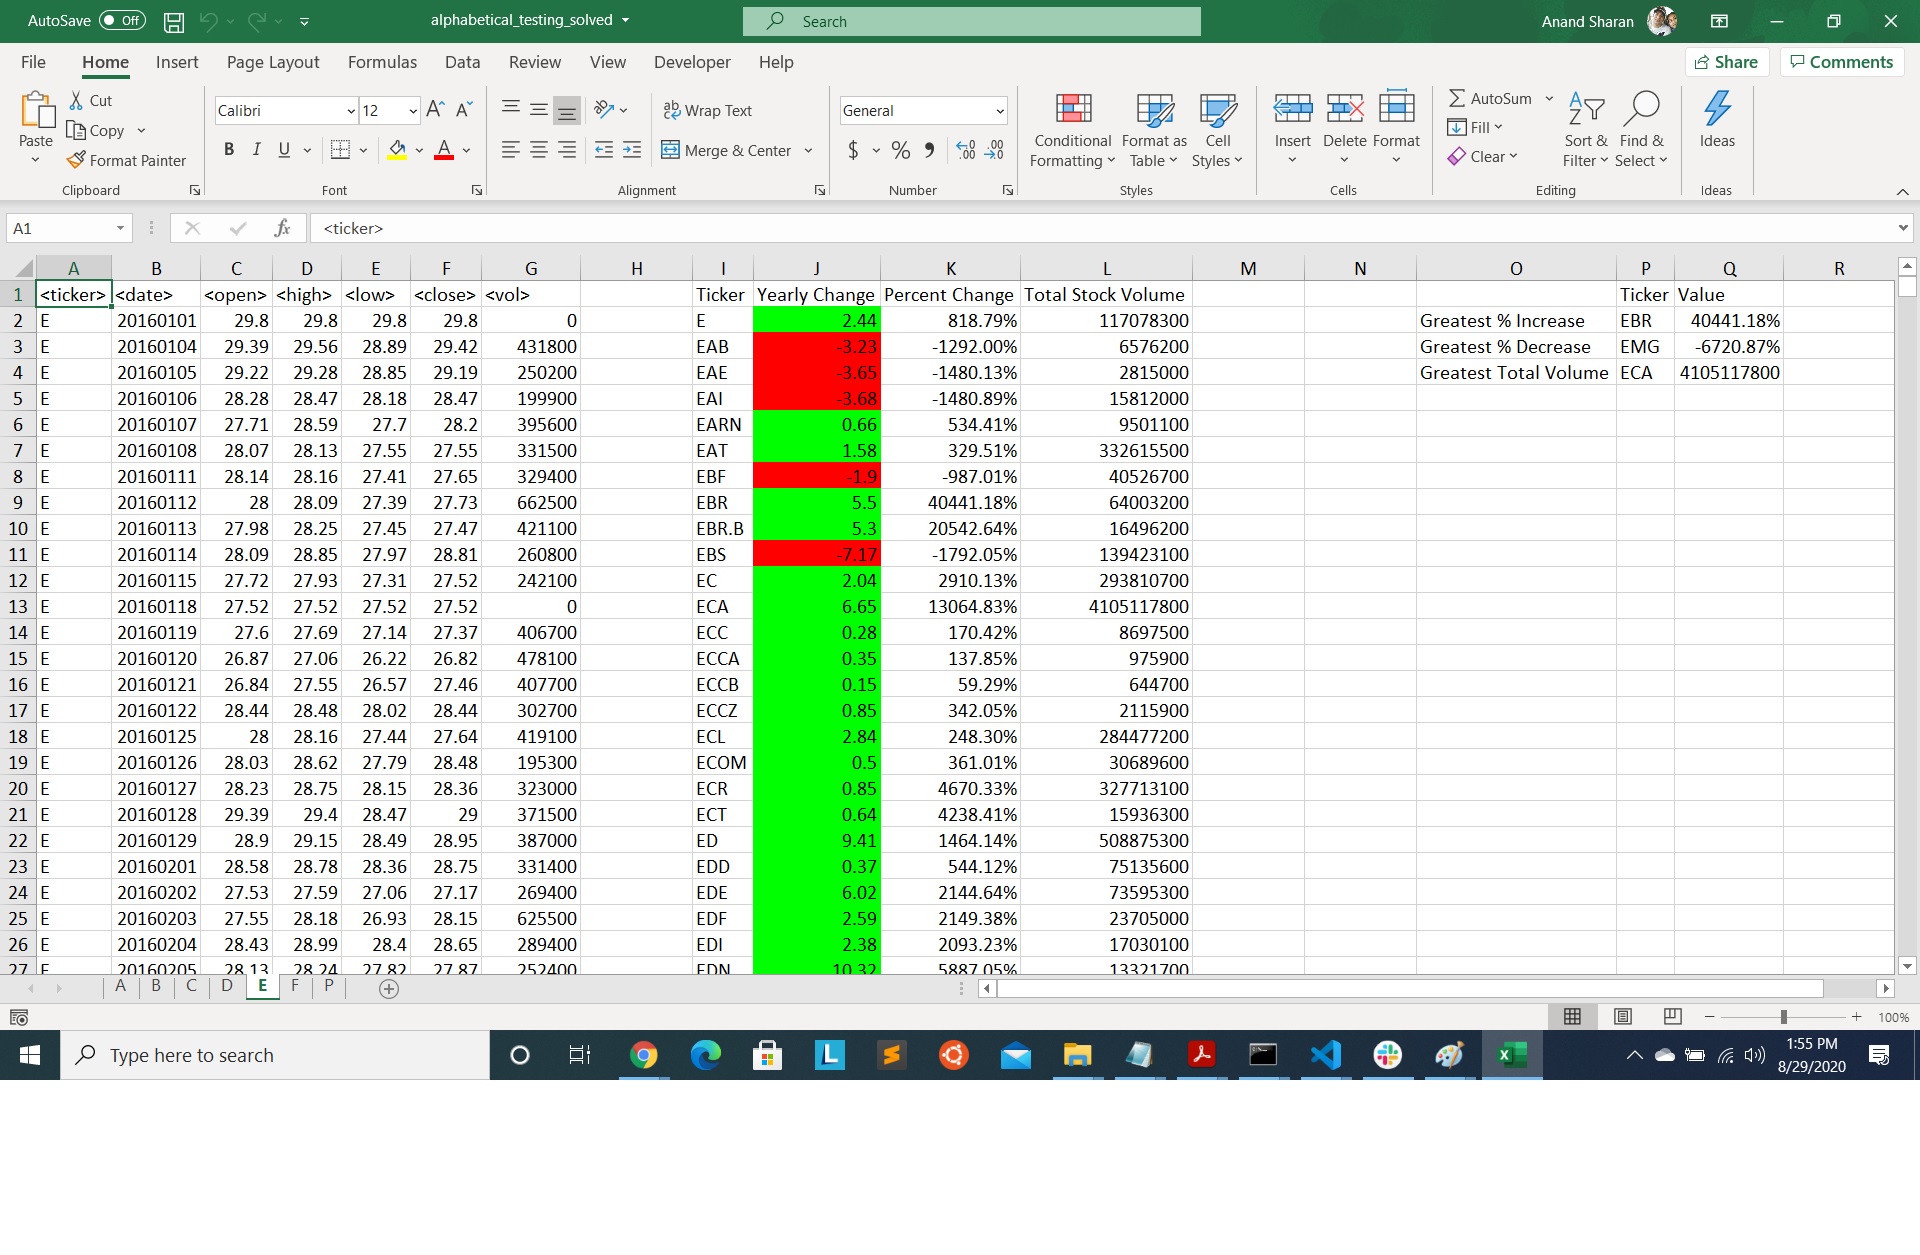 AutoSave Off alphabetical_testing_solved Search Anand Sharan
File Home Insert Page Layout Formulas Data Review View Developer Help Share Comments
Paste Cut Copy Format Painter
Calibri 12 B I U A A A
Wrap Text Merge & Center
General $ % 9 .00 .00
Conditional Formatting Format as Table Cell Styles
Insert Delete Format
AutoSum Fill Clear Sort & Filter Find & Select Ideas
Clipboard Font Alignment Number Styles Cells Editing Ideas
A1 fx <ticker>
A B C D E F G H I J K L M N O P Q R
1 <ticker> <date> <open> <high> <low> <close> <vol> Ticker Yearly Change Percent Change Total Stock Volume Ticker Value
2 E 20160101 29.8 29.8 29.8 29.8 0 E 2.44 818.79% 117078300 Greatest % Increase EBR 40441.18%
3 E 20160104 29.39 29.56 28.89 29.42 431800 EAB -3.23 -1292.00% 6576200 Greatest % Decrease EMG -6720.87%
4 E 20160105 29.22 29.28 28.85 29.19 250200 EAE -3.65 -1480.13% 2815000 Greatest Total Volume ECA 4105117800
5 E 20160106 28.28 28.47 28.18 28.47 199900 EAI -3.68 -1480.89% 15812000
6 E 20160107 27.71 28.59 27.7 28.2 395600 EARN 0.66 534.41% 9501100
7 E 20160108 28.07 28.13 27.55 27.55 331500 EAT 1.58 329.51% 332615500
8 E 20160111 28.14 28.16 27.41 27.65 329400 EBF -1.9 -987.01% 40526700
9 E 20160112 28 28.09 27.39 27.73 662500 EBR 5.5 40441.18% 64003200
10 E 20160113 27.98 28.25 27.45 27.47 421100 EBR.B 5.3 20542.64% 16496200
11 E 20160114 28.09 28.85 27.97 28.81 260800 EBS -7.17 -1792.05% 139423100
12 E 20160115 27.72 27.93 27.31 27.52 242100 EC 2.04 2910.13% 293810700
13 E 20160118 27.52 27.52 27.52 27.52 0 ECA 6.65 13064.83% 4105117800
14 E 20160119 27.6 27.69 27.14 27.37 406700 ECC 0.28 170.42% 8697500
15 E 20160120 26.87 27.06 26.22 26.82 478100 ECCA 0.35 137.85% 975900
16 E 20160121 26.84 27.55 26.57 27.46 407700 ECCB 0.15 59.29% 644700
17 E 20160122 28.44 28.48 28.02 28.44 302700 ECCZ 0.85 342.05% 2115900
18 E 20160125 28 28.16 27.44 27.64 419100 ECL 2.84 248.30% 284477200
19 E 20160126 28.03 28.62 27.79 28.48 195300 ECOM 0.5 361.01% 30689600
20 E 20160127 28.23 28.75 28.15 28.36 323000 ECR 0.85 4670.33% 327713100
21 E 20160128 29.39 29.4 28.47 29 371500 ECT 0.64 4238.41% 15936300
22 E 20160129 28.9 29.15 28.49 28.95 387000 ED 9.41 1464.14% 508875300
23 E 20160201 28.58 28.78 28.36 28.75 331400 EDD 0.37 544.12% 75135600
24 E 20160202 27.53 27.59 27.06 27.17 269400 EDE 6.02 2144.64% 73595300
25 E 20160203 27.55 28.18 26.93 28.15 625500 EDF 2.59 2149.38% 23705000
26 E 20160204 28.43 28.99 28.4 28.65 289400 EDI 2.38 2093.23% 17030100
27 E 20160205 28.13 28.24 27.82 27.87 252400 EDN 10.32 5887.05% 13321700
A B C D E F P
100%
Type here to search
1:55 PM
8/29/2020